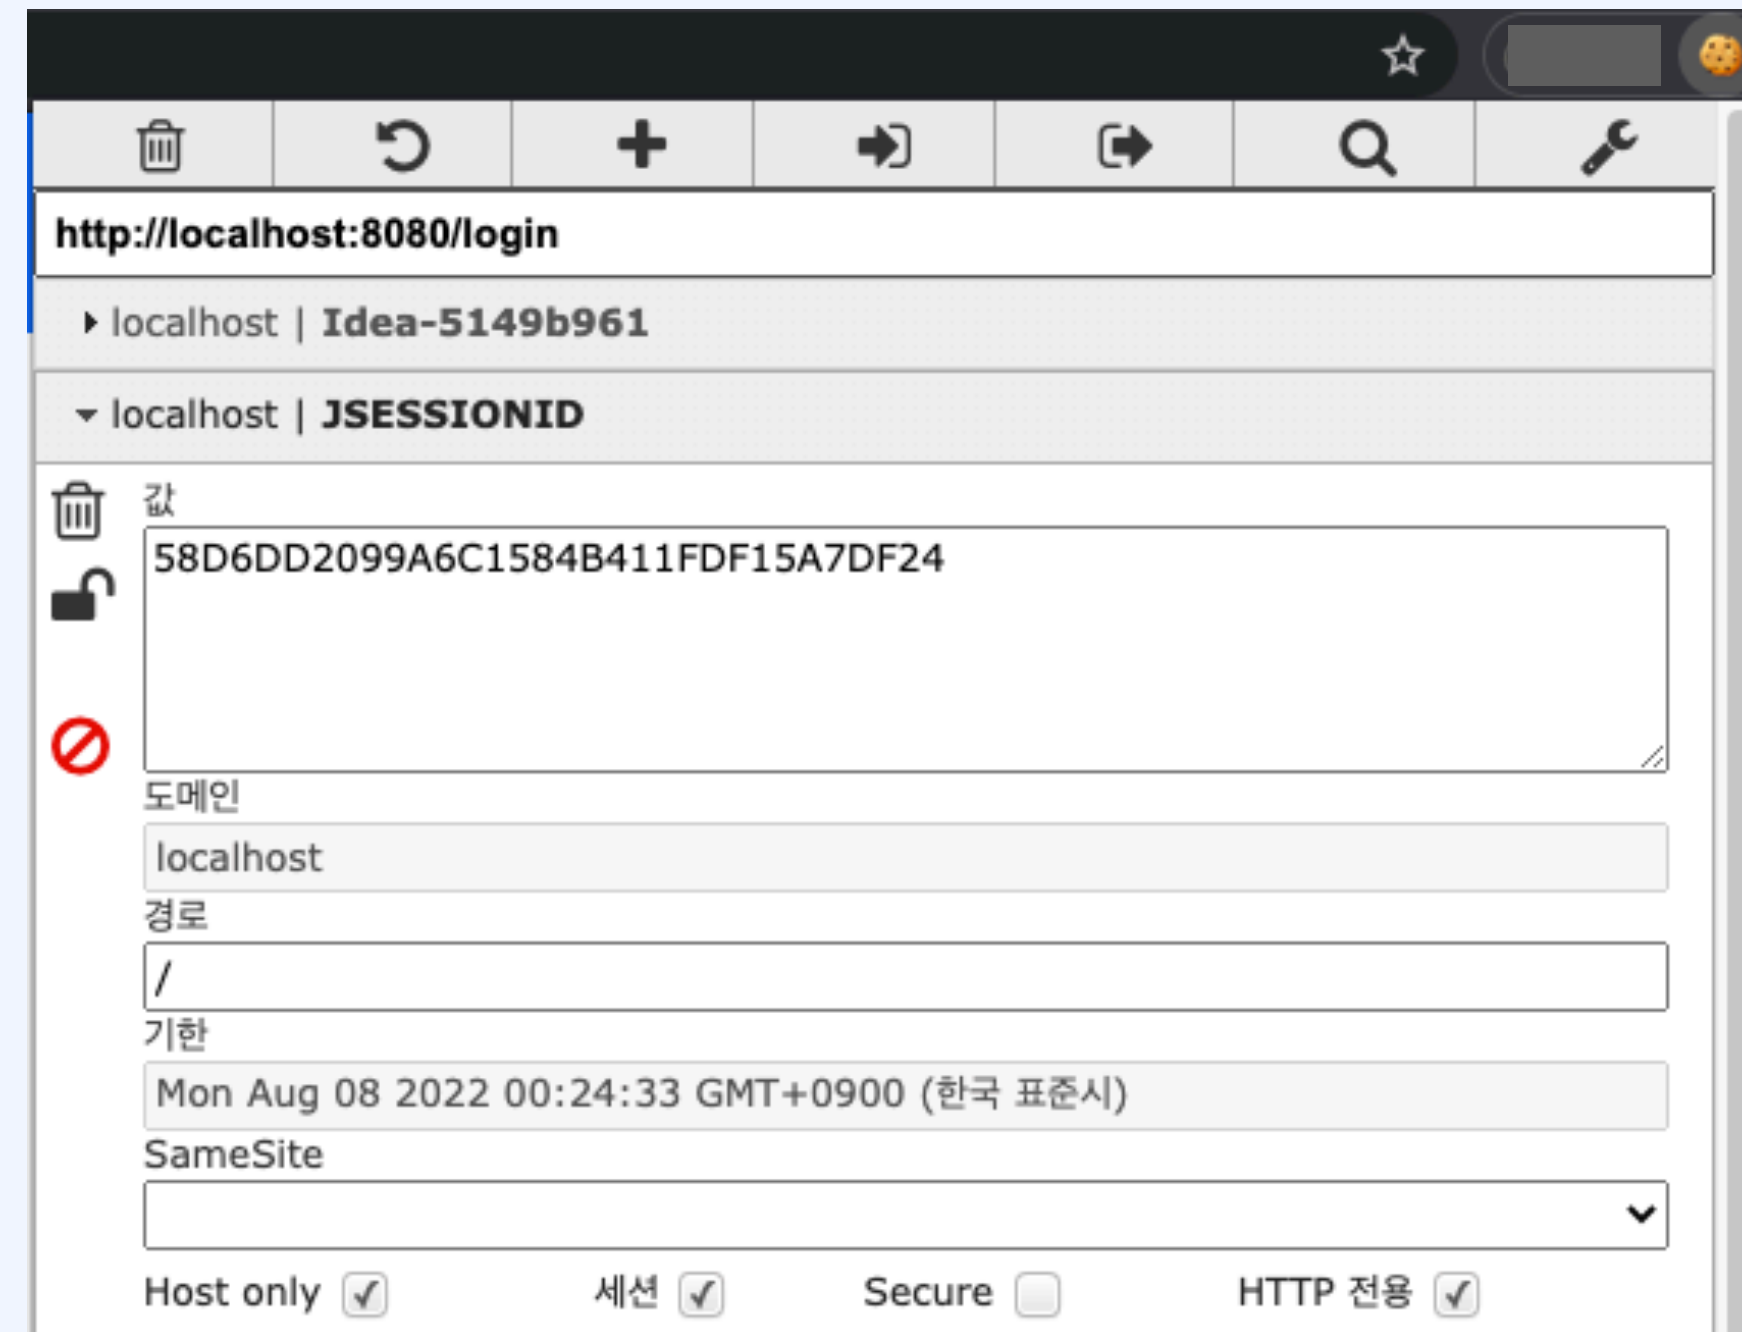 http://localhost:8080/login
localhost | Idea-5149b961
localhost | JSESSIONID
값
58D6DD2099A6C1584B411FDF15A7DF24
도메인
localhost
경로
/
기한
Mon Aug 08 2022 00:24:33 GMT+0900 (한국 표준시)
SameSite
Host only 세션 Secure HTTP 전용